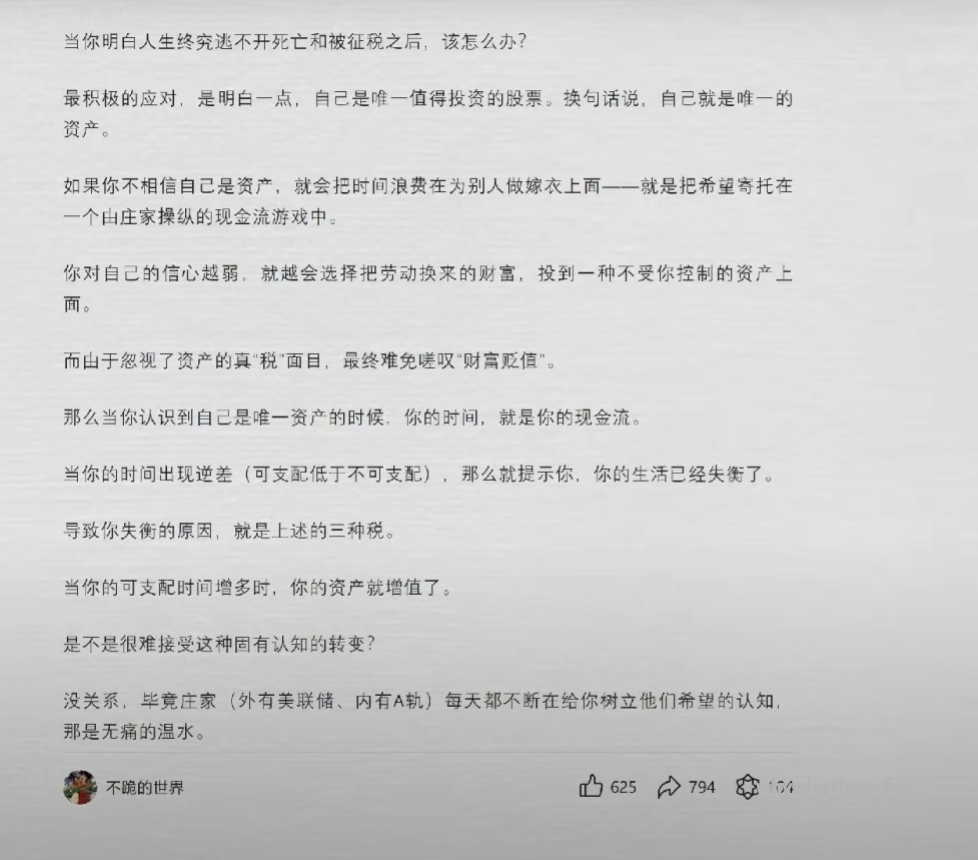 当你明白人生终究逃不开死亡和被征税之后，该怎么办？
最积极的应对，是明白一点，自己是唯一值得投资的股票。换句话说，自己就是唯一的
资产。
如果你不相信自己是资产，就会把时间浪费在为别人做嫁衣上面——就是把希望寄托在
一个由庄家操纵的现金流游戏中。
你对自己的信心越弱，就越会选择把劳动换来的财富，投到一种不受你控制的资产上
面。
而由于忽视了资产的真“税”面目，最终难免嗟叹“财富贬值”。
那么当你认识到自己是唯一资产的时候，你的时间，就是你的现金流。
当你的时间出现逆差（可支配低于不可支配），那么就提示你，你的生活已经失衡了。
导致你失衡的原因，就是上述的三种税。
当你的可支配时间增多时，你的资产就增值了。
是不是很难接受这种固有认知的转变？
没关系，毕竟庄家（外有美联储、内有A轨）每天都不断在给你树立他们希望的认知，
那是无痛的温水。
不跪的世界 625 794